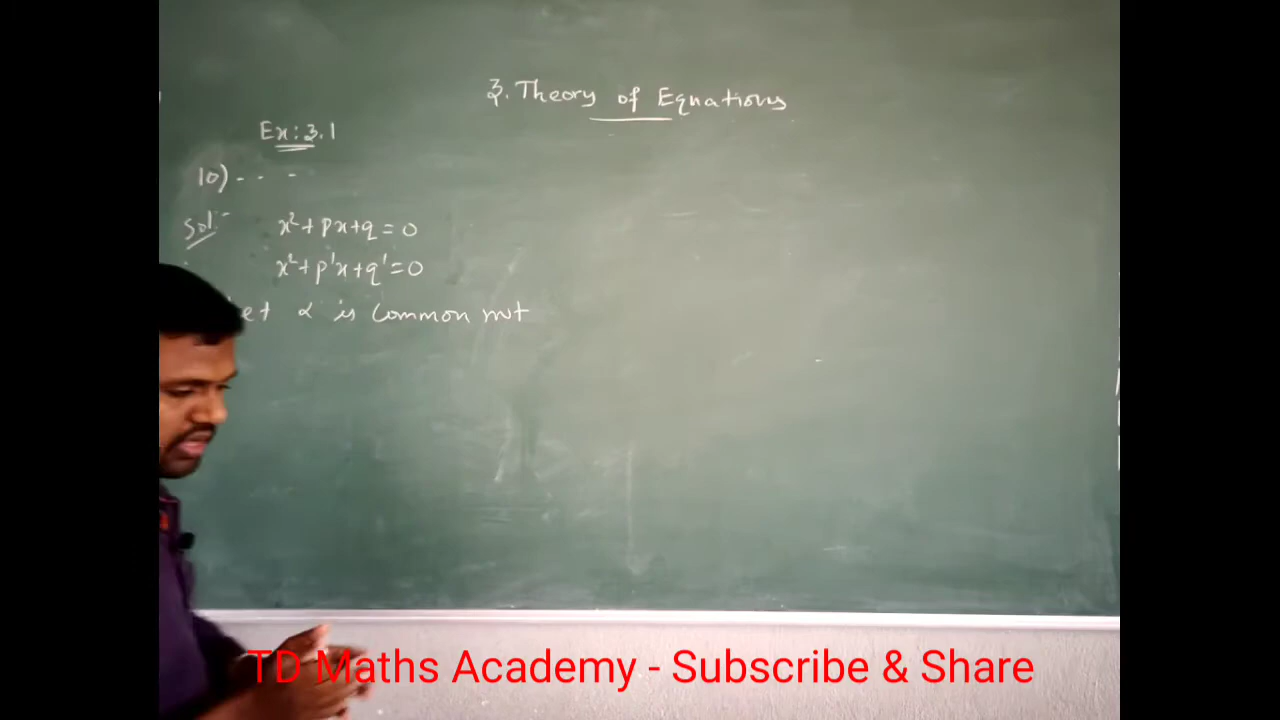 3. Theory of Equations
Ex: 3.1
10) - - -
Sol:-
x²+px+q=0
x²+p'x+q'=0
et α is common root
TD Maths Academy - Subscribe & Share